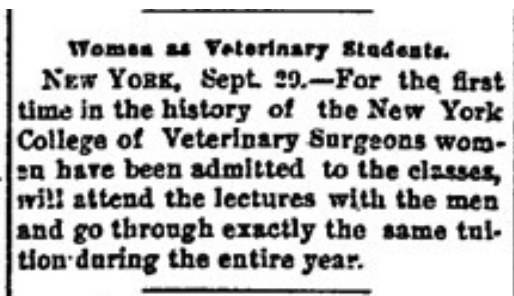 Women as Veterinary Students.
NEW YORK, Sept. 29.—For the first
time in the history of the New York
College of Veterinary Surgeons wom-
en have been admitted to the classes,
will attend the lectures with the men
and go through exactly the same tui-
tion during the entire year.